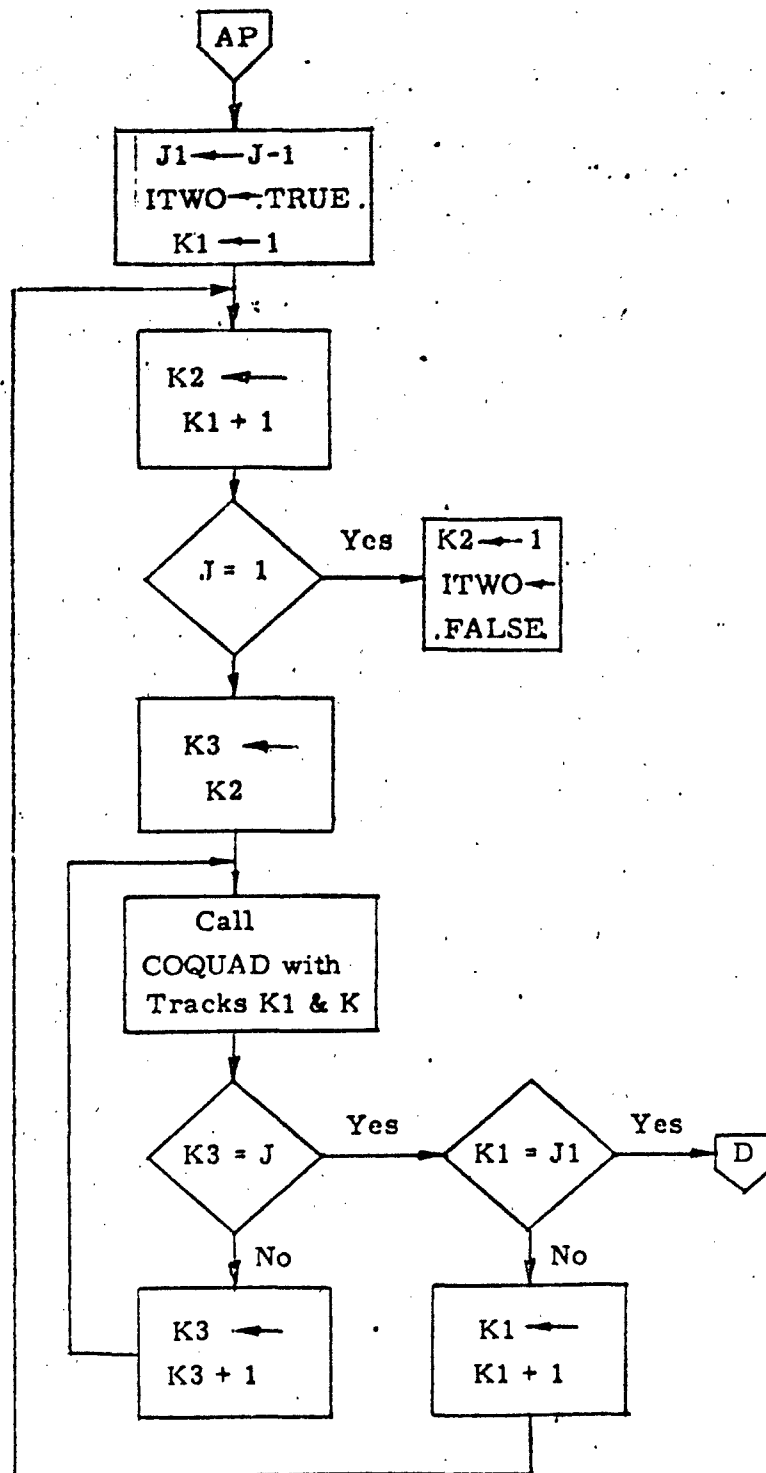 AP
J1 ← J-1
ITWO ← .TRUE.
K1 ← 1
K2 ←
K1 + 1
J = 1
Yes
K2 ← 1
ITWO ←
.FALSE.
K3 ←
K2
Call
COQUAD with
Tracks K1 & K
K3 = J
Yes
K1 = J1
Yes
D
No
No
K3 ←
K3 + 1
K1 ←
K1 + 1